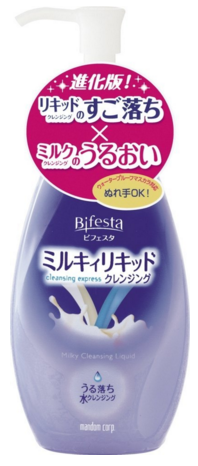 進化版!
リキッドのすご落ち
クレンジング
×
ミルクのうるおい
クレンジング
ウォータープルーフマスカラ対応
ぬれ手OK!
Bifesta
ビフェスタ
ミルキィリキッド
cleansing express クレンジング
Milky Cleansing Liquid
うる落ち
水クレンジング
mandom corp.